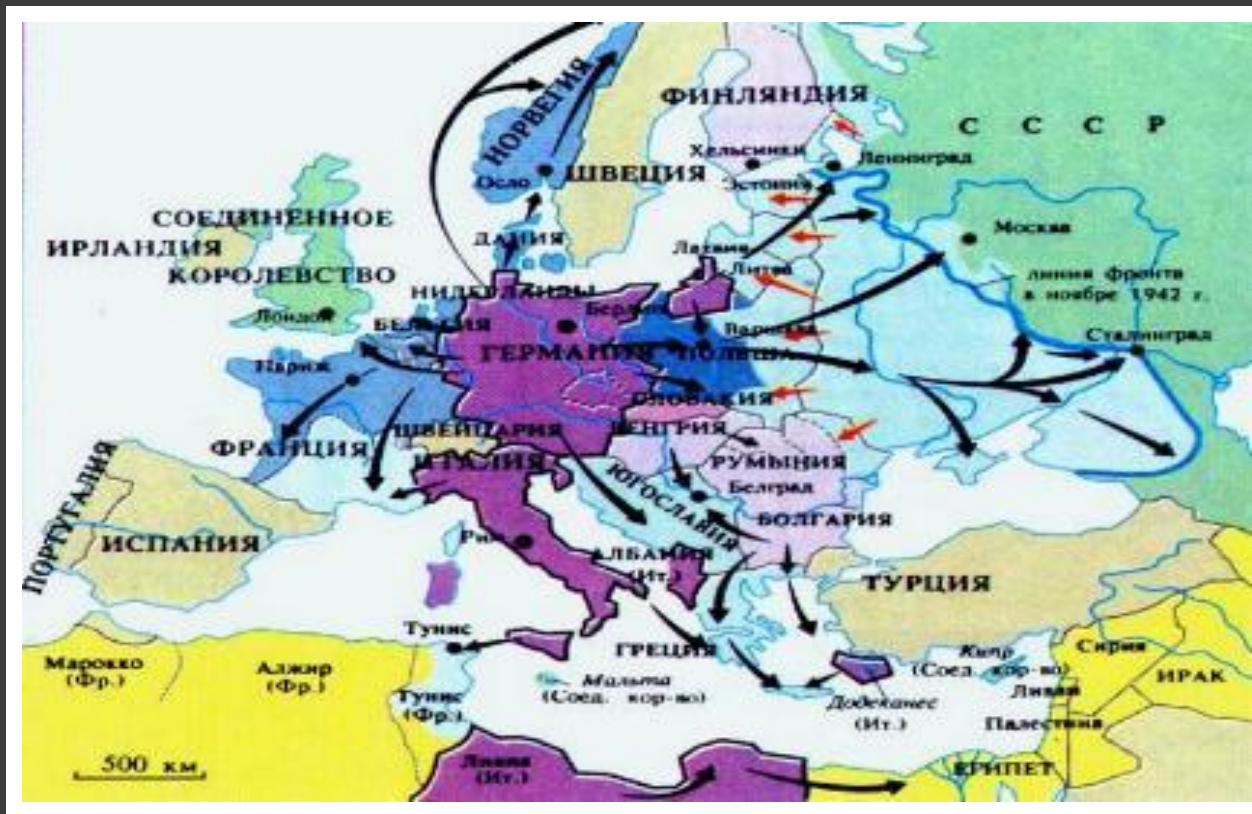 ФИНЛЯНДИЯ
НОРВЕГИЯ
С С С Р
Хельсинки
Ленинград
ШВЕЦИЯ
Осло
Эстония
СОЕДИНЕННОЕ
ИРЛАНДИЯ
КОРОЛЕВСТВО
ДАНИЯ
Москва
Латвия
Литва
линия фронта
в ноябре 1942 г.
НИДЕРЛАНДЫ
Лондон
БЕЛЬГИЯ
Берлин
Варшава
Сталинград
ГЕРМАНИЯ
ПОЛЬША
Париж
СЛОВАКИЯ
ФРАНЦИЯ
ШВЕЙЦАРИЯ
ВЕНГРИЯ
ИТАЛИЯ
РУМЫНИЯ
ЮГОСЛАВИЯ
Белград
ПОРТУГАЛИЯ
ИСПАНИЯ
БОЛГАРИЯ
Рим
АЛБАНИЯ
(Ит.)
ТУРЦИЯ
Тунис
ГРЕЦИЯ
Марокко
(Фр.)
Алжир
(Фр.)
Тунис
(Фр.)
Мальта
(Соед. кор-во)
Кипр
(Соед. кор-во)
Сирия
Ливан
ИРАК
Додеканес
(Ит.)
Палестина
500 км
Ливия
(Ит.)
ЕГИПЕТ